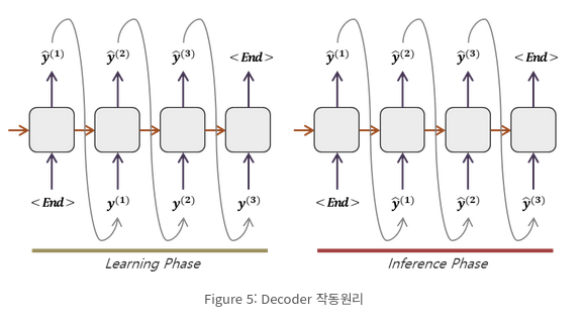 ŷ⁽¹⁾ ŷ⁽²⁾ ŷ⁽³⁾ <End> ŷ⁽¹⁾ ŷ⁽²⁾ ŷ⁽³⁾ <End>
<End> y⁽¹⁾ y⁽²⁾ y⁽³⁾ <End> ŷ⁽¹⁾ ŷ⁽²⁾ ŷ⁽³⁾
Learning Phase Inference Phase
Figure 5: Decoder 작동원리